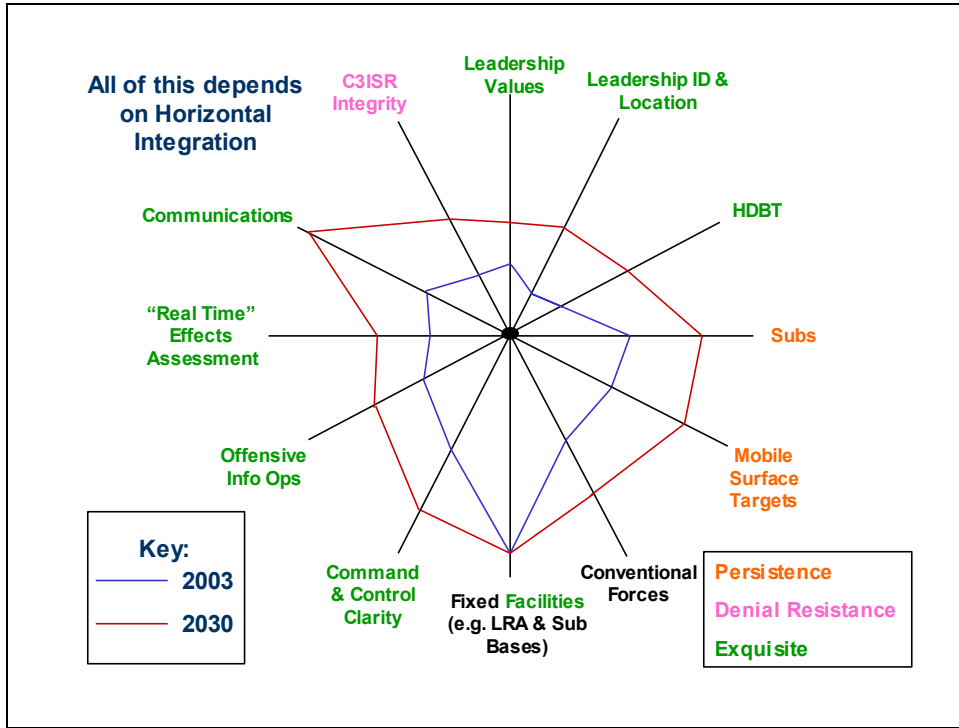 All of this depends
on Horizontal
Integration
C3ISR
Integrity
Leadership
Values
Leadership ID &
Location
HDBT
Subs
Mobile
Surface
Targets
Conventional
Forces
Fixed Facilities
(e.g. LRA & Sub
Bases)
Command
& Control
Clarity
Offensive
Info Ops
“Real Time”
Effects
Assessment
Communications
Key:
2003
2030
Persistence
Denial Resistance
Exquisite